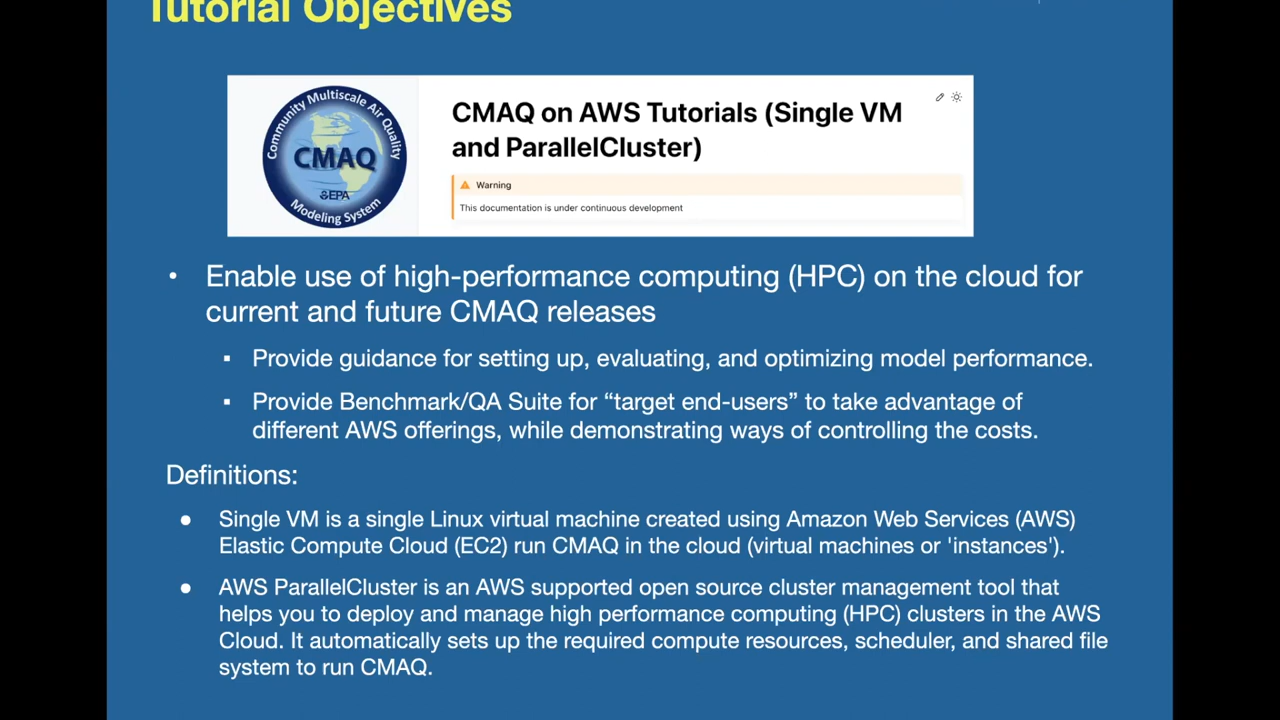 Tutorial Objectives
Community Multiscale Air Quality
CMAQ
EPA
Modeling System
CMAQ on AWS Tutorials (Single VM
and ParallelCluster)
Warning
This documentation is under continuous development
• Enable use of high-performance computing (HPC) on the cloud for
current and future CMAQ releases
▪ Provide guidance for setting up, evaluating, and optimizing model performance.
▪ Provide Benchmark/QA Suite for “target end-users” to take advantage of
different AWS offerings, while demonstrating ways of controlling the costs.
Definitions:
● Single VM is a single Linux virtual machine created using Amazon Web Services (AWS)
Elastic Compute Cloud (EC2) run CMAQ in the cloud (virtual machines or 'instances').
● AWS ParallelCluster is an AWS supported open source cluster management tool that
helps you to deploy and manage high performance computing (HPC) clusters in the AWS
Cloud. It automatically sets up the required compute resources, scheduler, and shared file
system to run CMAQ.